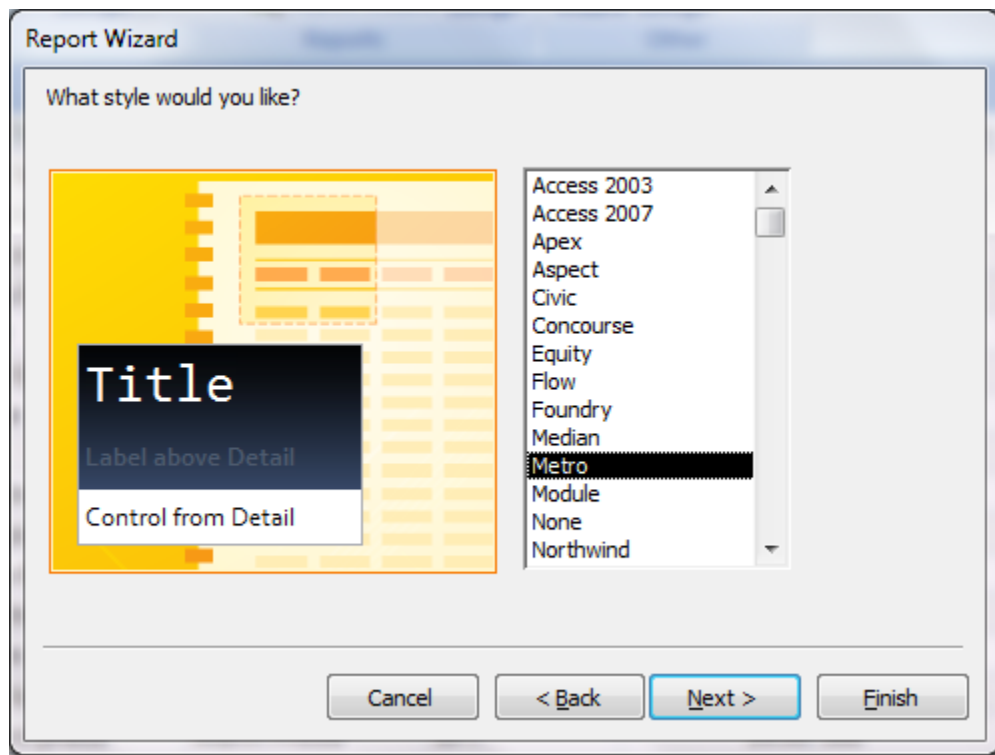 Report Wizard
What style would you like?
Title
Label above Detail
Control from Detail
Access 2003
Access 2007
Apex
Aspect
Civic
Concourse
Equity
Flow
Foundry
Median
Metro
Module
None
Northwind
Cancel
< Back
Next >
Finish